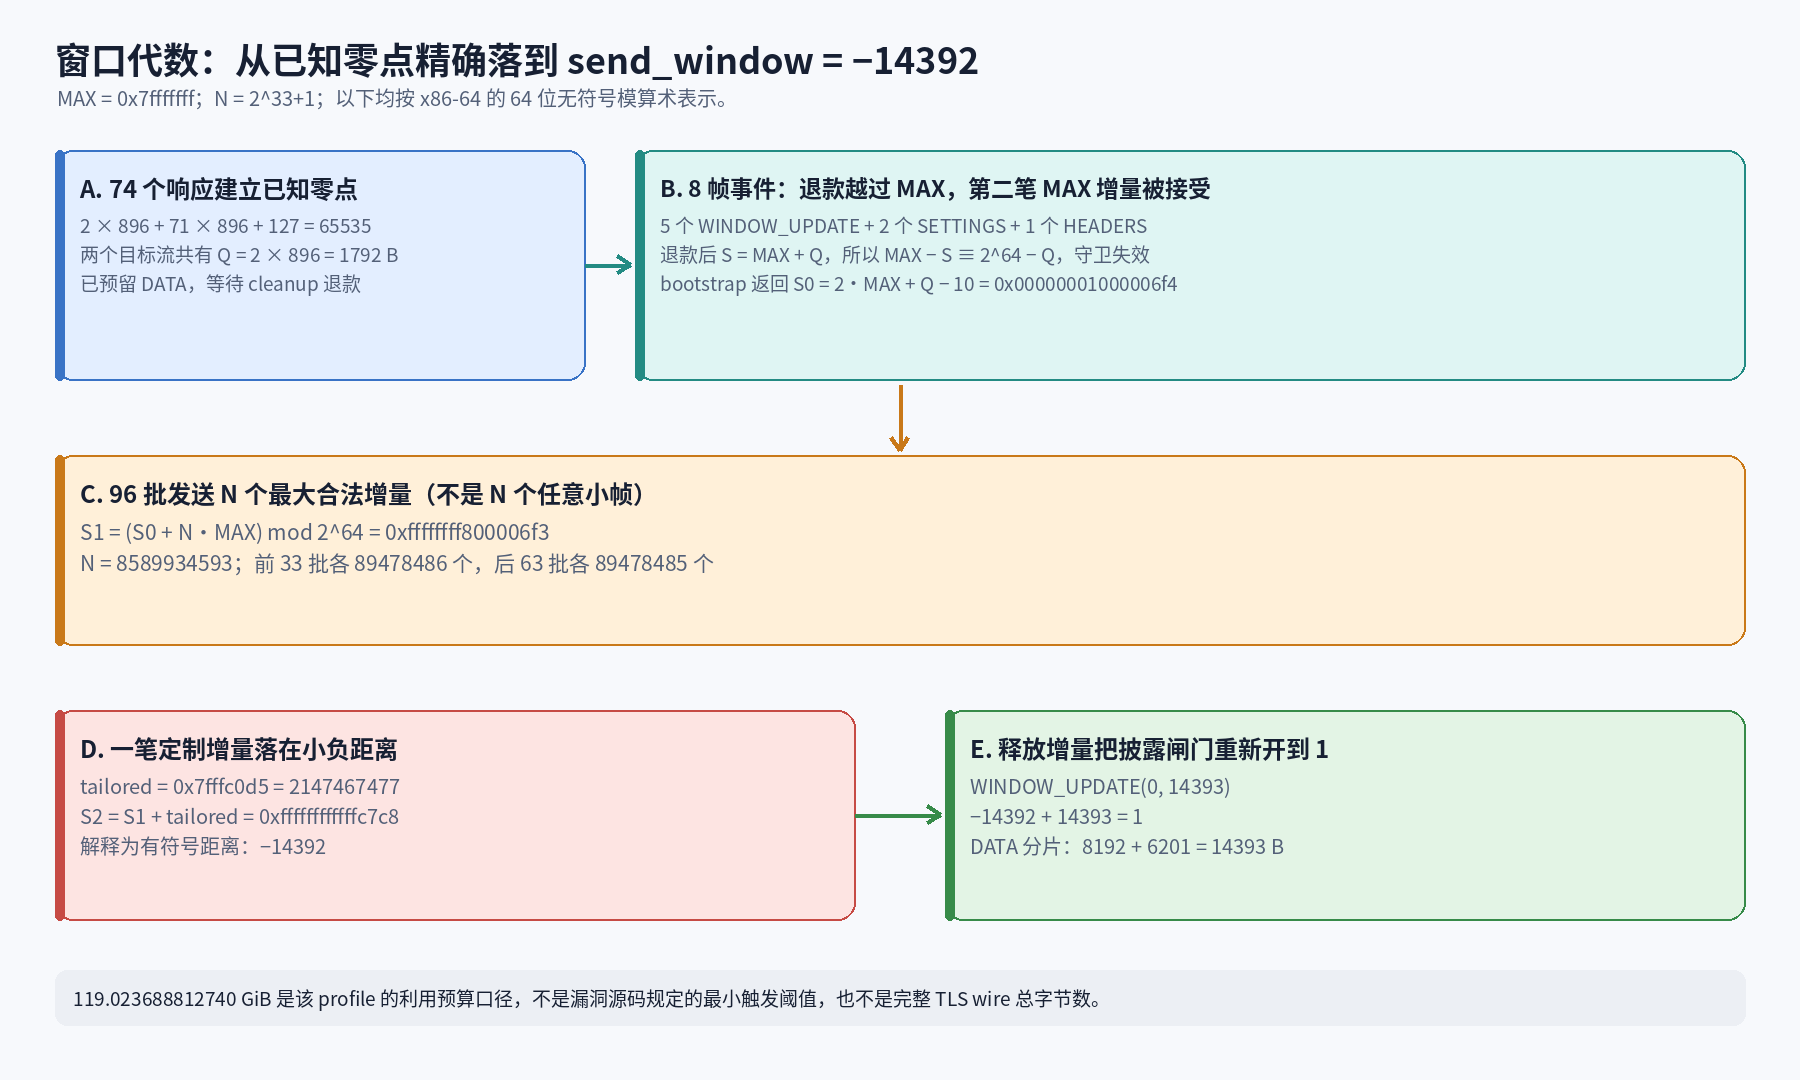 窗口代数：从已知零点精确落到 send_window = −14392
MAX = 0x7fffffff；N = 2^33+1；以下均按 x86-64 的 64 位无符号模算术表示。
A. 74 个响应建立已知零点
2 × 896 + 71 × 896 + 127 = 65535
两个目标流共有 Q = 2 × 896 = 1792 B
已预留 DATA，等待 cleanup 退款
B. 8 帧事件：退款越过 MAX，第二笔 MAX 增量被接受
5 个 WINDOW_UPDATE + 2 个 SETTINGS + 1 个 HEADERS
退款后 S = MAX + Q，所以 MAX − S ≡ 2^64 − Q，守卫失效
bootstrap 返回 S0 = 2·MAX + Q − 10 = 0x00000001000006f4
C. 96 批发送 N 个最大合法增量（不是 N 个任意小帧）
S1 = (S0 + N·MAX) mod 2^64 = 0xffffffff800006f3
N = 8589934593；前 33 批各 89478486 个，后 63 批各 89478485 个
D. 一笔定制增量落在小负距离
tailored = 0x7fffc0d5 = 2147467477
S2 = S1 + tailored = 0xffffffffffffc7c8
解释为有符号距离：−14392
E. 释放增量把披露闸门重新开到 1
WINDOW_UPDATE(0, 14393)
−14392 + 14393 = 1
DATA 分片：8192 + 6201 = 14393 B
119.023688812740 GiB 是该 profile 的利用预算口径，不是漏洞源码规定的最小触发阈值，也不是完整 TLS wire 总字节数。